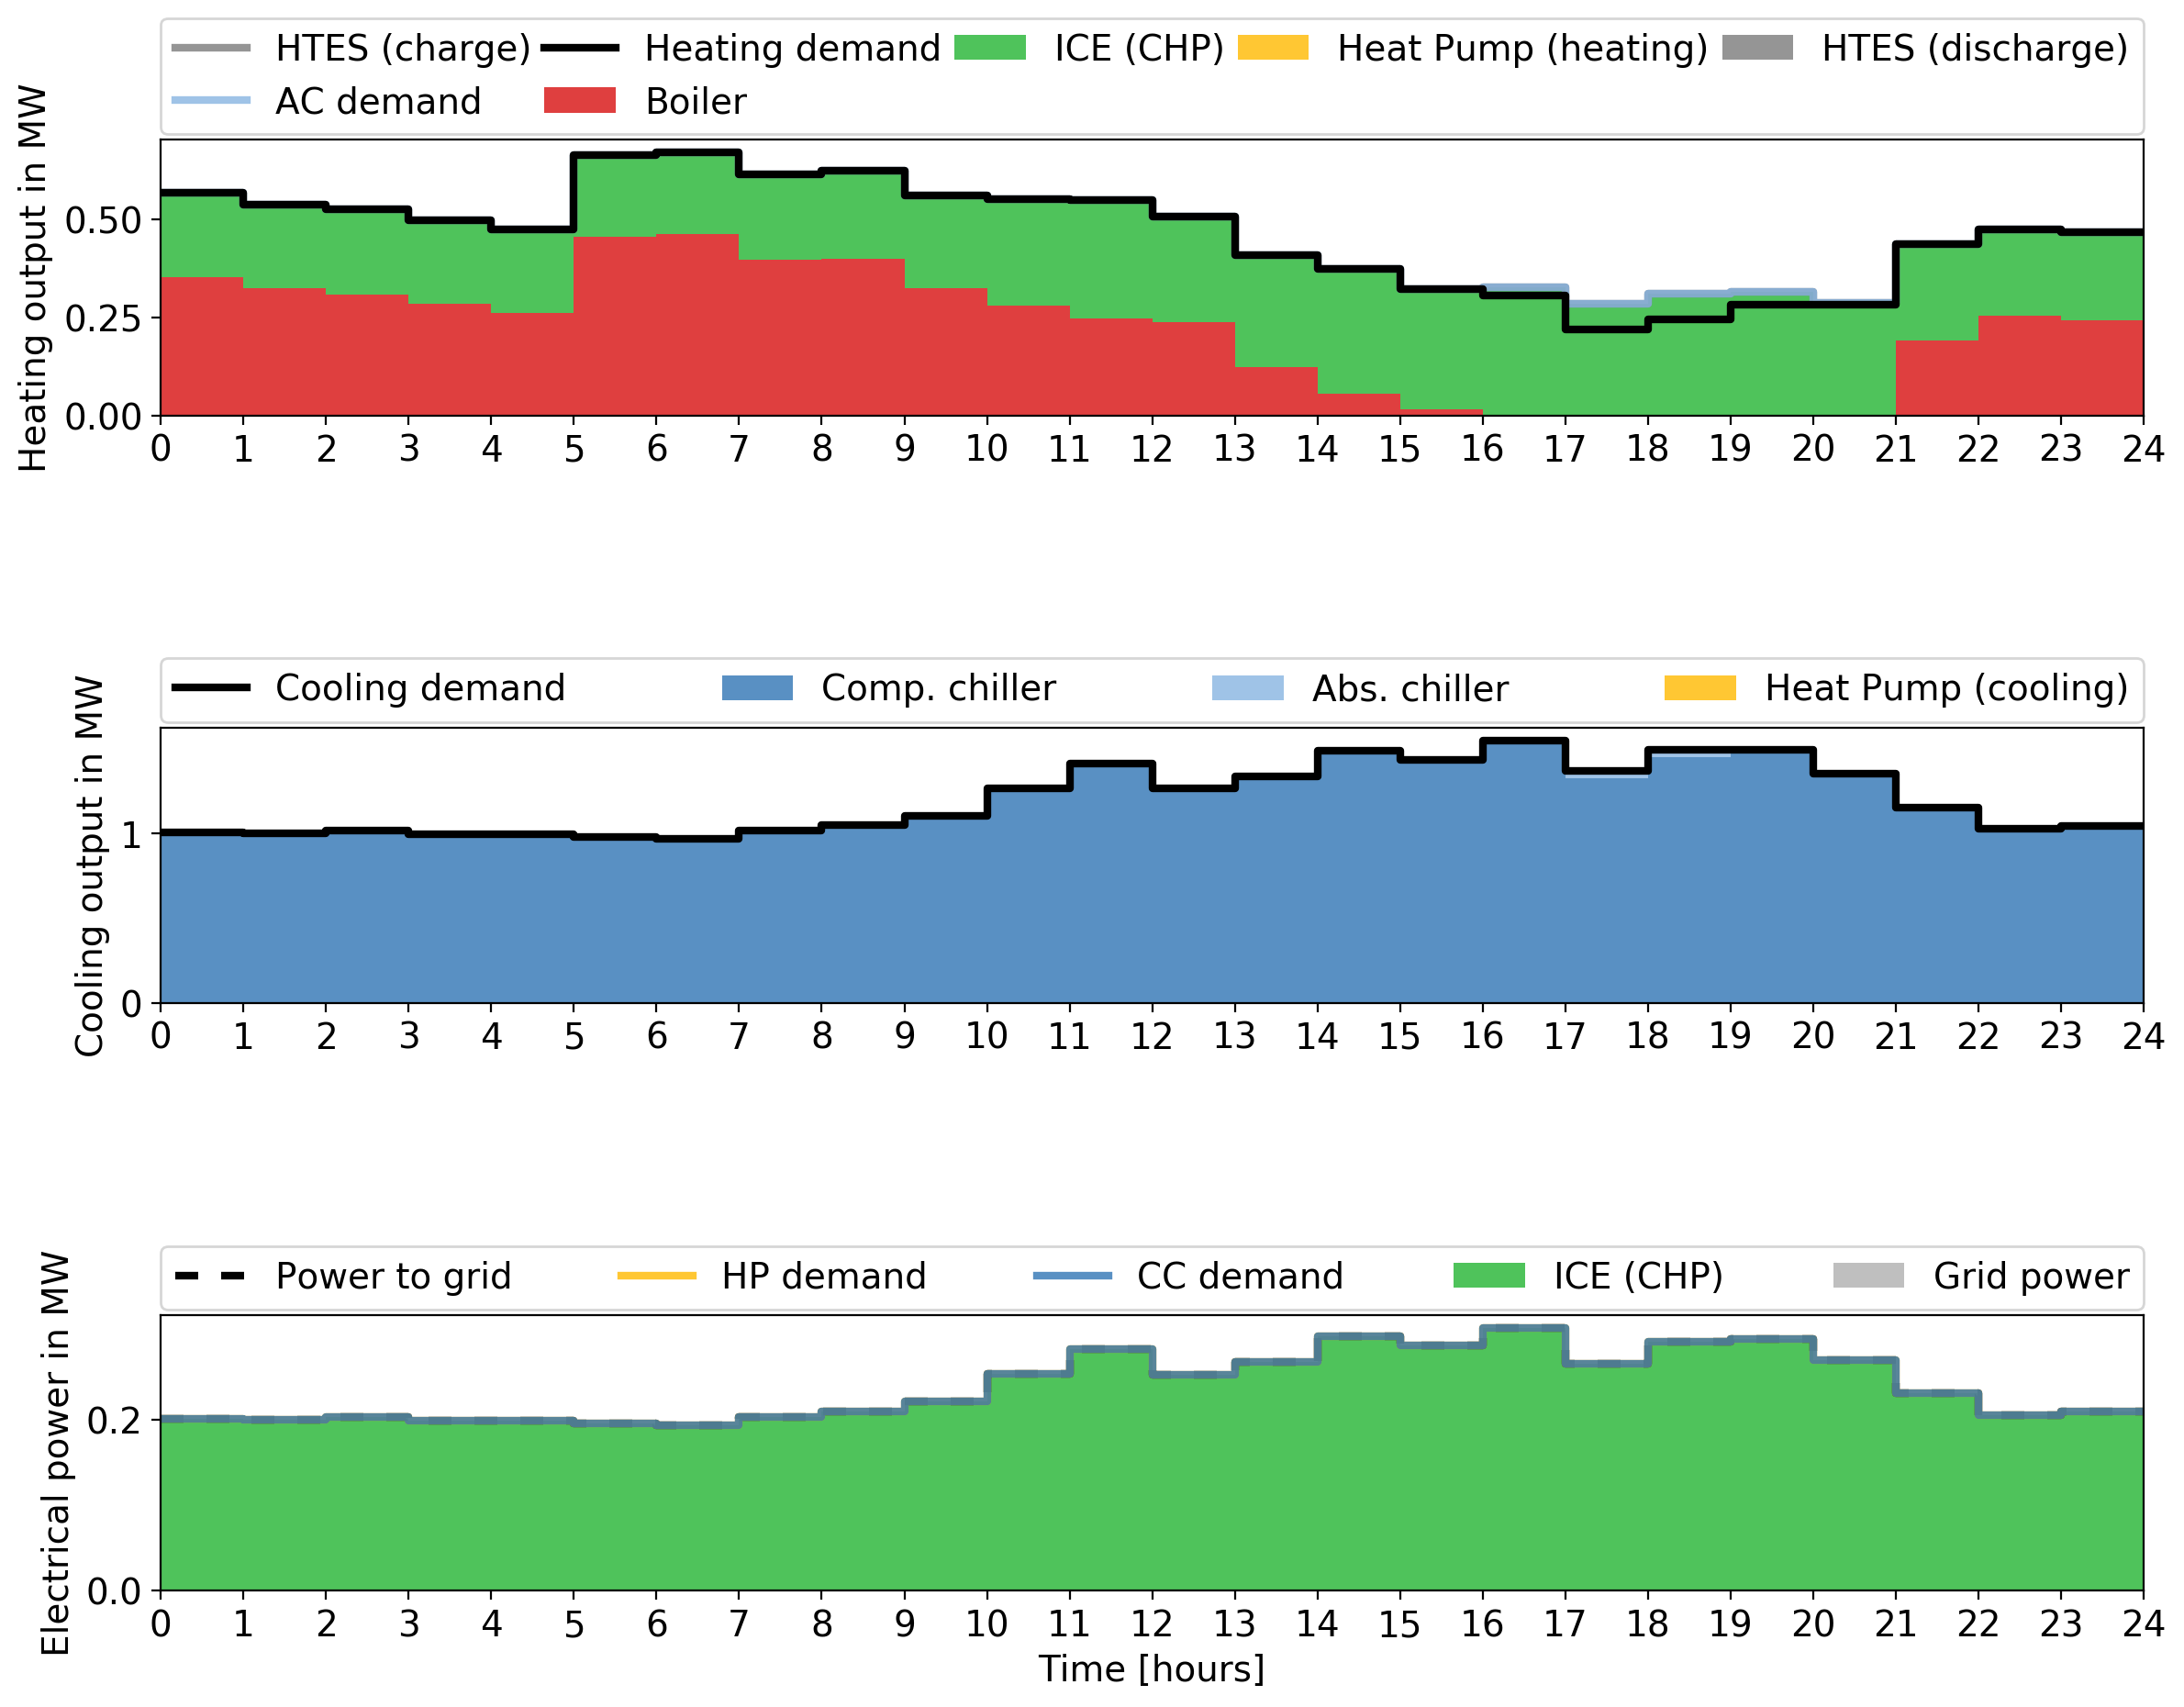 HTES (charge) Heating demand ICE (CHP) Heat Pump (heating) HTES (discharge)
AC demand Boiler
Heating output in MW
0.50
0.25
0.00
0 1 2 3 4 5 6 7 8 9 10 11 12 13 14 15 16 17 18 19 20 21 22 23 24
Cooling demand Comp. chiller Abs. chiller Heat Pump (cooling)
Cooling output in MW
1
0
0 1 2 3 4 5 6 7 8 9 10 11 12 13 14 15 16 17 18 19 20 21 22 23 24
Power to grid HP demand CC demand ICE (CHP) Grid power
Electrical power in MW
0.2
0.0
0 1 2 3 4 5 6 7 8 9 10 11 12 13 14 15 16 17 18 19 20 21 22 23 24
Time [hours]